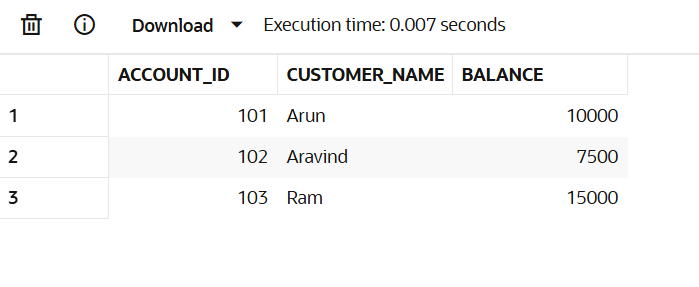 Download Execution time: 0.007 seconds
ACCOUNT_ID CUSTOMER_NAME BALANCE
1 101 Arun 10000
2 102 Aravind 7500
3 103 Ram 15000